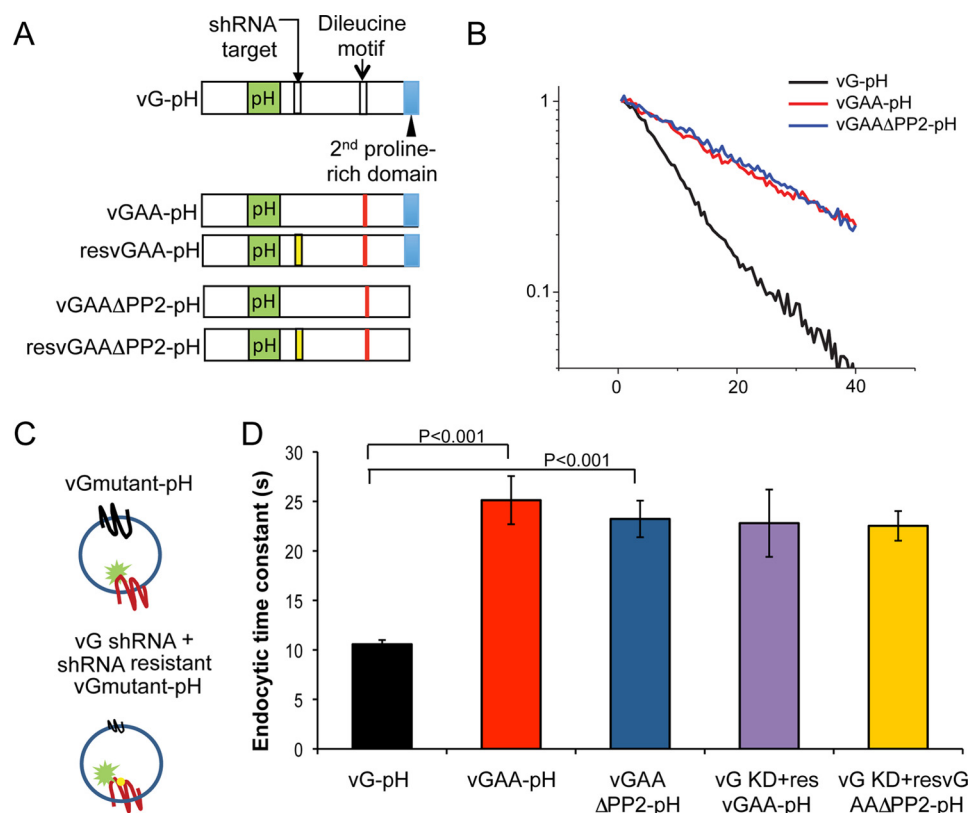 A
shRNA
target
Dileucine
motif
vG-pH
pH
2nd proline-
rich domain
vGAA-pH
pH
resvGAA-pH
pH
vGAAΔPP2-pH
pH
resvGAAΔPP2-pH
pH
B
vG-pH
vGAA-pH
vGAAΔPP2-pH
1
0.1
0
20
40
C
vGmutant-pH
vG shRNA +
shRNA resistant
vGmutant-pH
D
P<0.001
P<0.001
Endocytic time constant (s)
30
25
20
15
10
5
0
vG-pH
vGAA-pH
vGAA
ΔPP2-pH
vG KD+res
vGAA-pH
vG KD+resvG
AAΔPP2-pH